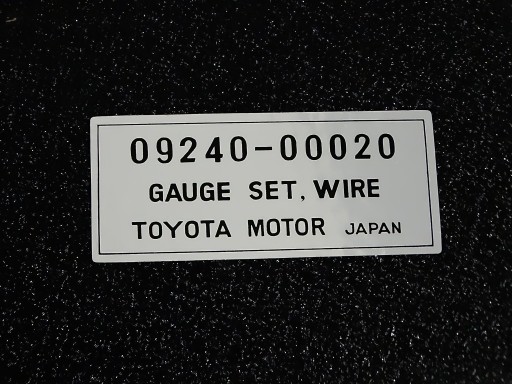 09240-00020
GAUGE SET, WIRE
TOYOTA MOTOR JAPAN